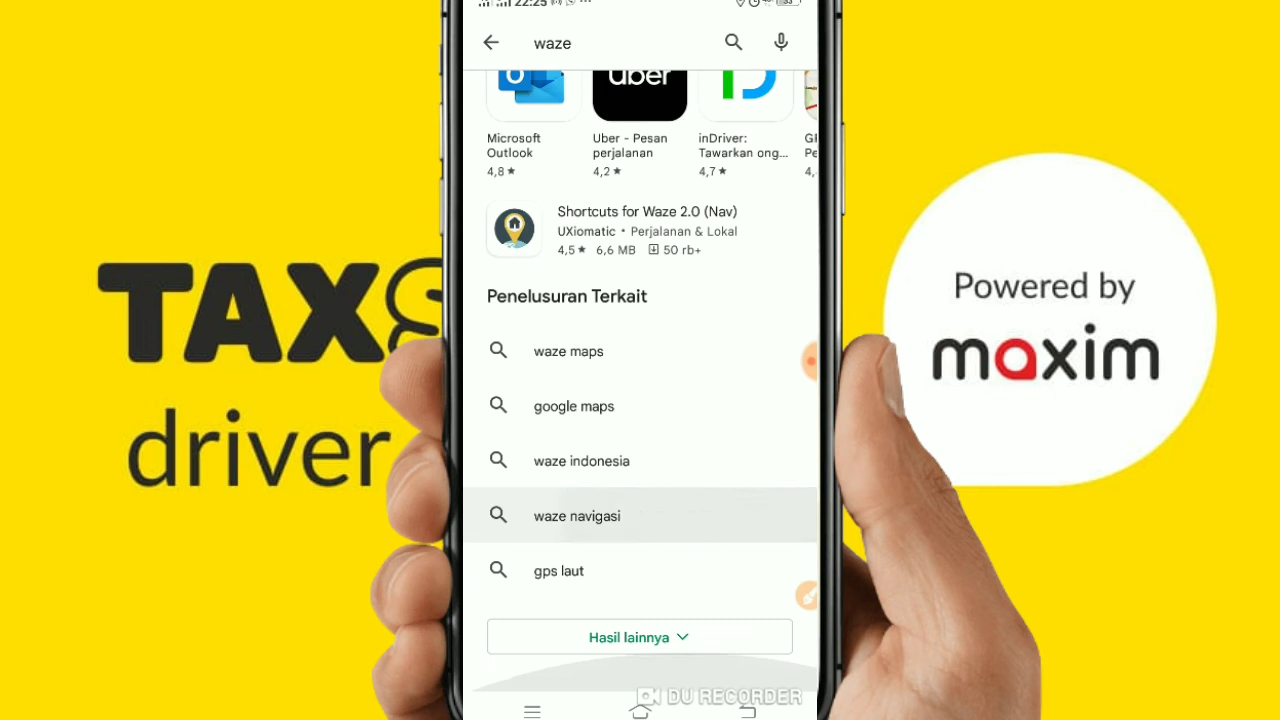 22:25
waze
uber
Microsoft
Outlook
4,8 ★
Uber - Pesan
perjalanan
4,2 ★
inDriver:
Tawarkan ong...
4,7 ★
4,
Shortcuts for Waze 2.0 (Nav)
UXiomatic • Perjalanan & Lokal
4,5 ★ 6,6 MB 50 rb+
Penelusuran Terkait
waze maps
google maps
waze indonesia
waze navigasi
gps laut
Hasil lainnya
DU RECORDER
TAXS
driver
Powered by
maxim